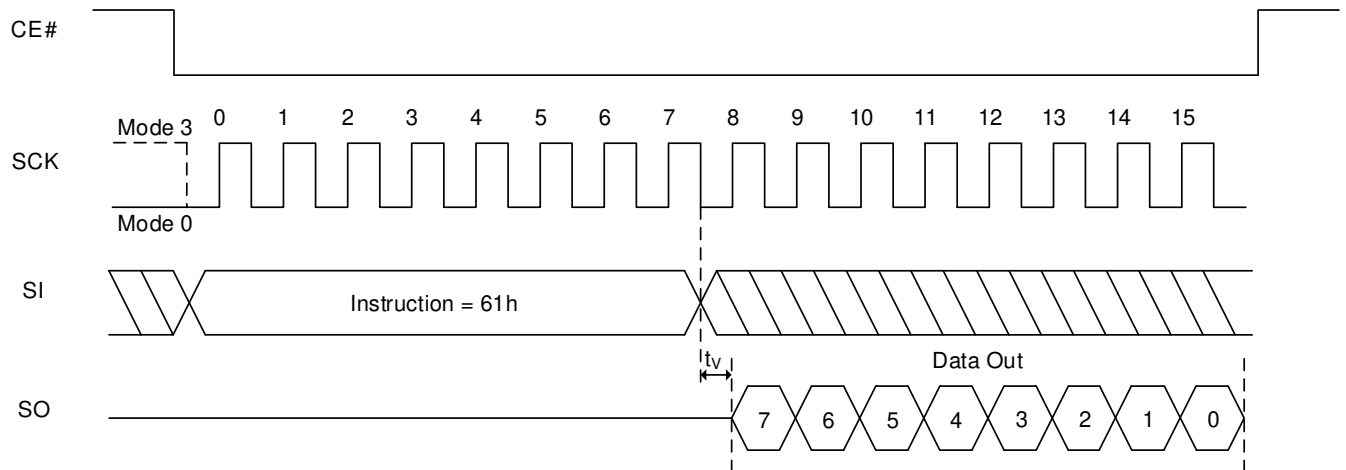 CE#
Mode 3 0 1 2 3 4 5 6 7 8 9 10 11 12 13 14 15
SCK
Mode 0
SI Instruction = 61h
tV Data Out
SO 7 6 5 4 3 2 1 0